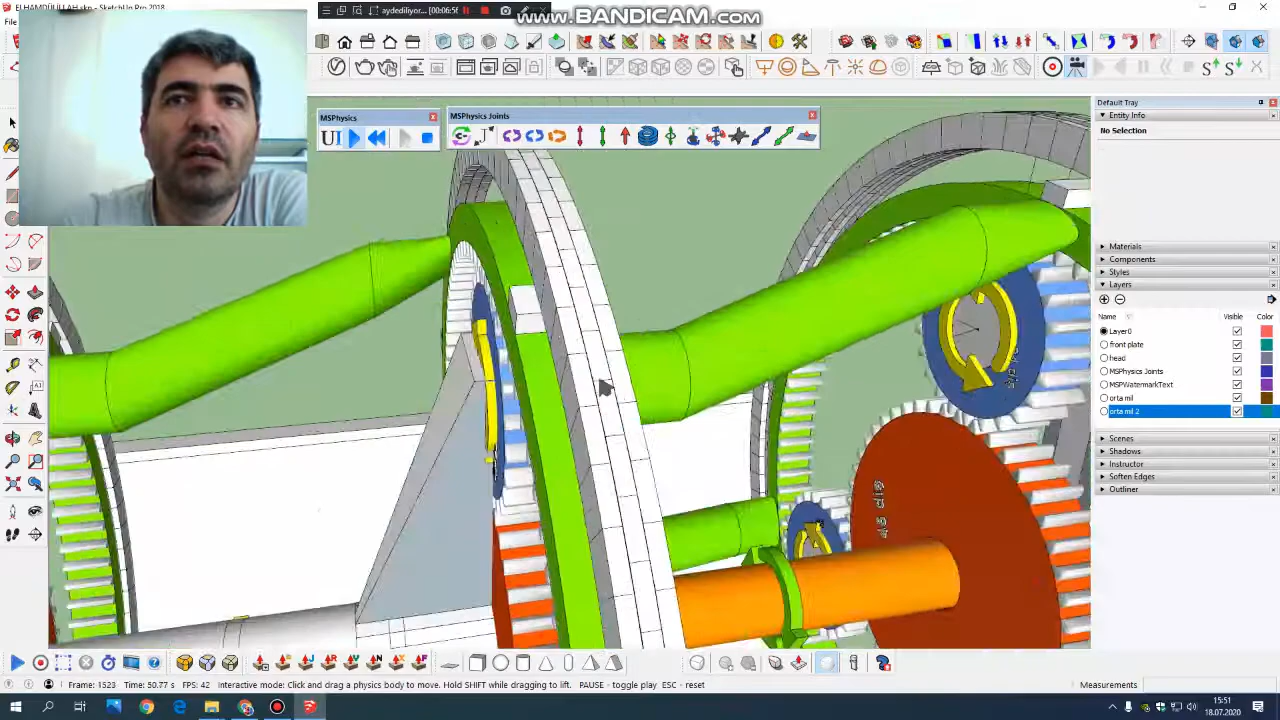 ELHAMDÜLİLLAH.skp - SketchUp Pro 2018
aydediliyor... [00:06:5
www.BANDICAM.com
MSPhysics
UI
MSPhysics Joints
Default Tray
Entity Info
No Selection
Materials
Components
Styles
Layers
Name
Visible
Color
Layer0
front plate
head
MSPhysics Joints
MSPWatermarkText
orta mil
orta mil 2
Scenes
Shadows
Instructor
Soften Edges
Outliner
Frame: 1523 Time: 50.77 s FPS: 42 Interactive mode: Click and drag a physics body to move. Hold SHIFT while dragging to lift. PAUSE - toggle play. ESC - reset
Measurements
15:51
18.07.2020